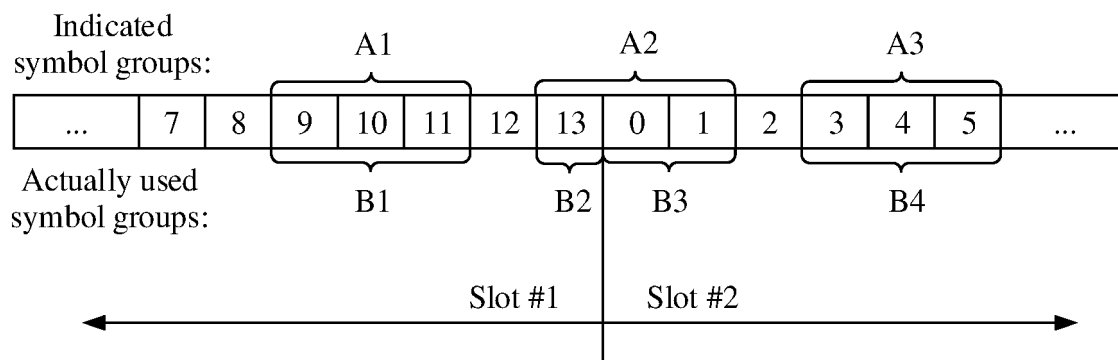 Indicated
symbol groups:
A1 A2 A3
... 7 8 9 10 11 12 13 0 1 2 3 4 5 ...
Actually used
symbol groups:
B1 B2 B3 B4
Slot #1 Slot #2